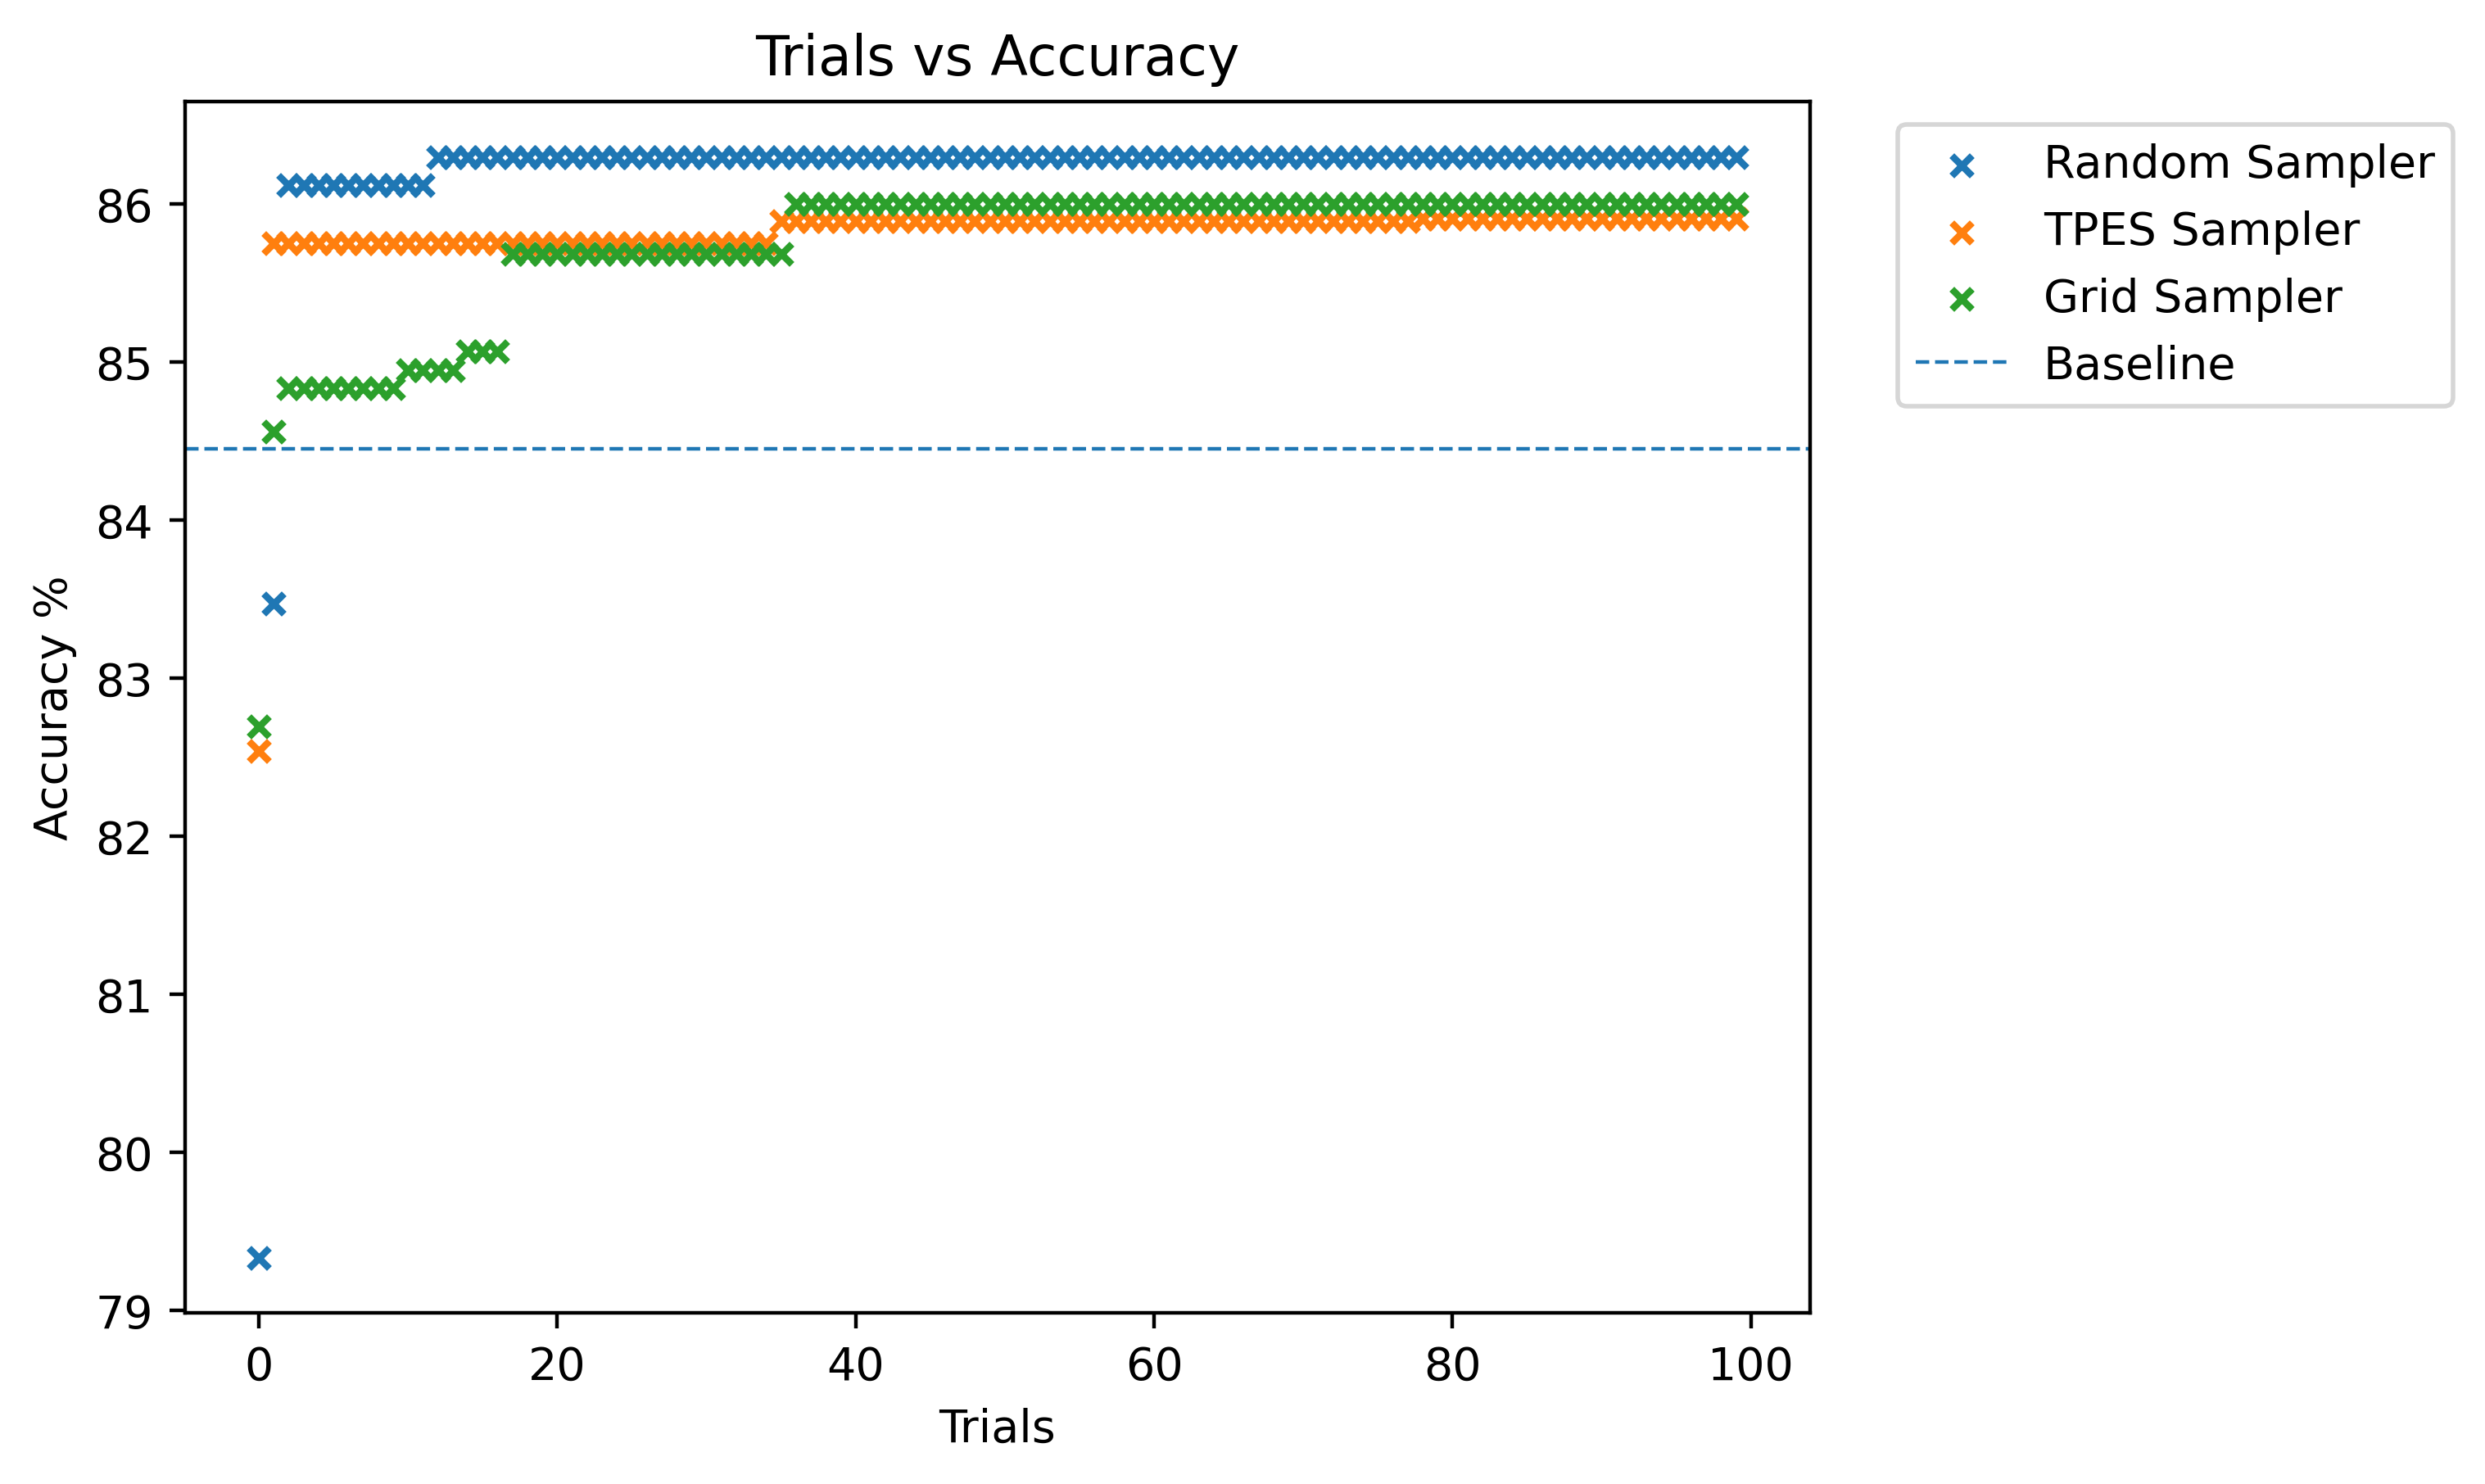 Trials vs Accuracy
Random Sampler
TPES Sampler
Grid Sampler
Baseline
86
85
84
83
82
81
80
79
Accuracy %
0 20 40 60 80 100
Trials